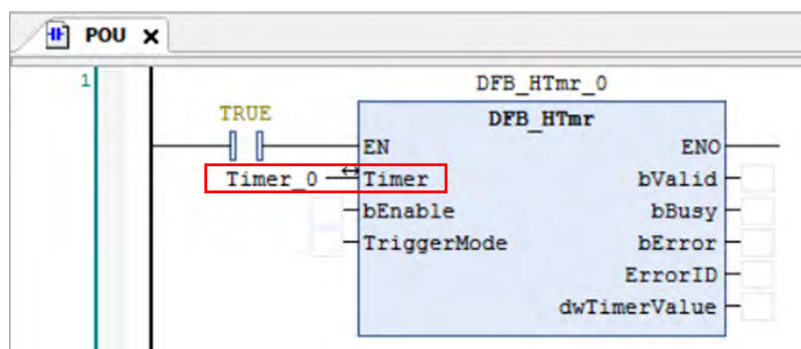 POU
1
DFB_HTmr_0
TRUE
DFB_HTmr
EN ENO
Timer_0 Timer bValid
bEnable bBusy
TriggerMode bError
ErrorID
dwTimerValue